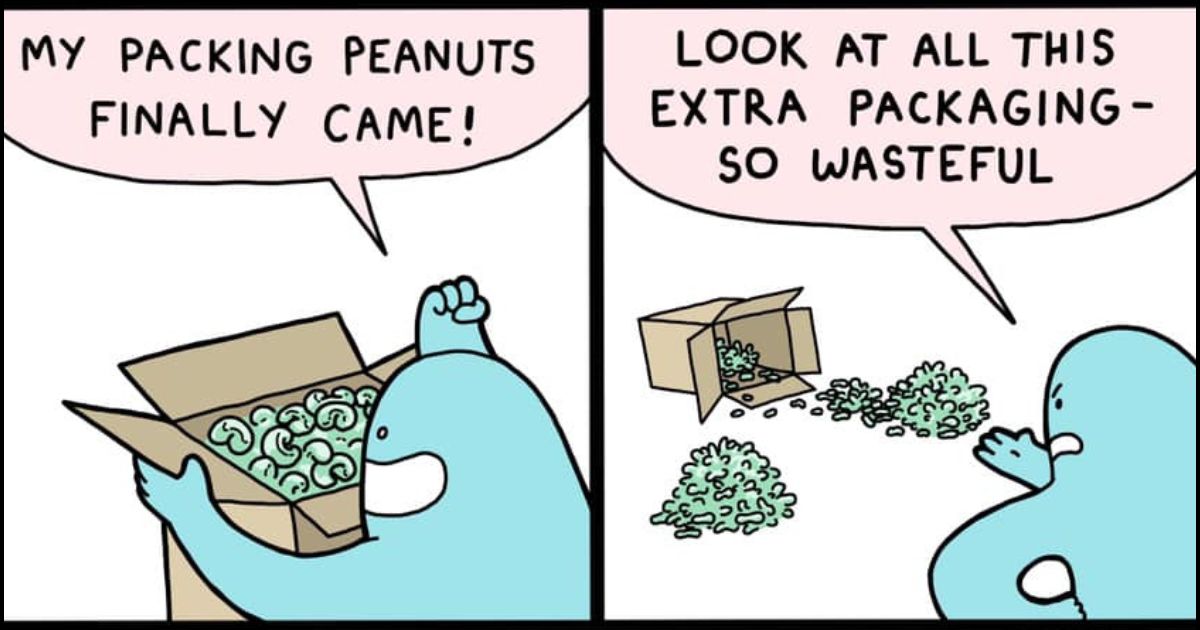 MY PACKING PEANUTS
FINALLY CAME!
LOOK AT ALL THIS
EXTRA PACKAGING-
SO WASTEFUL